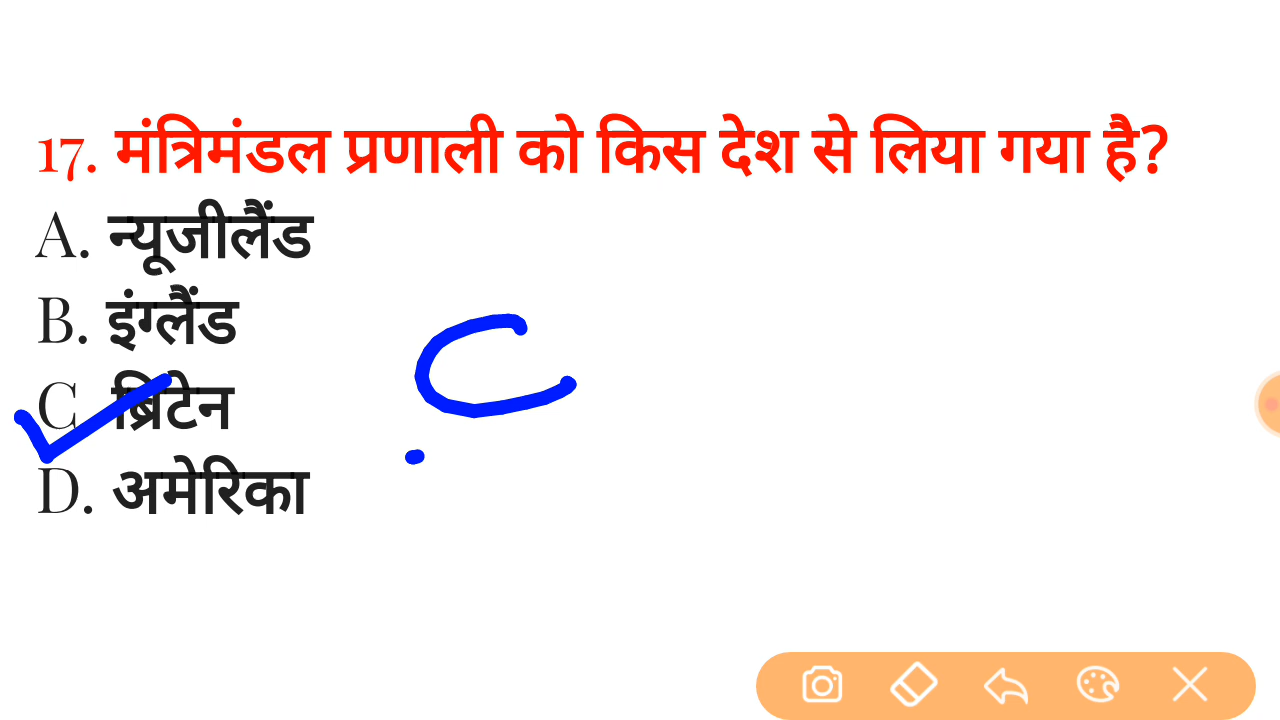 17. मंत्रिमंडल प्रणाली को किस देश से लिया गया है?
A. न्यूजीलैंड
B. इंग्लैंड
C ब्रिटेन
C
D. अमेरिका